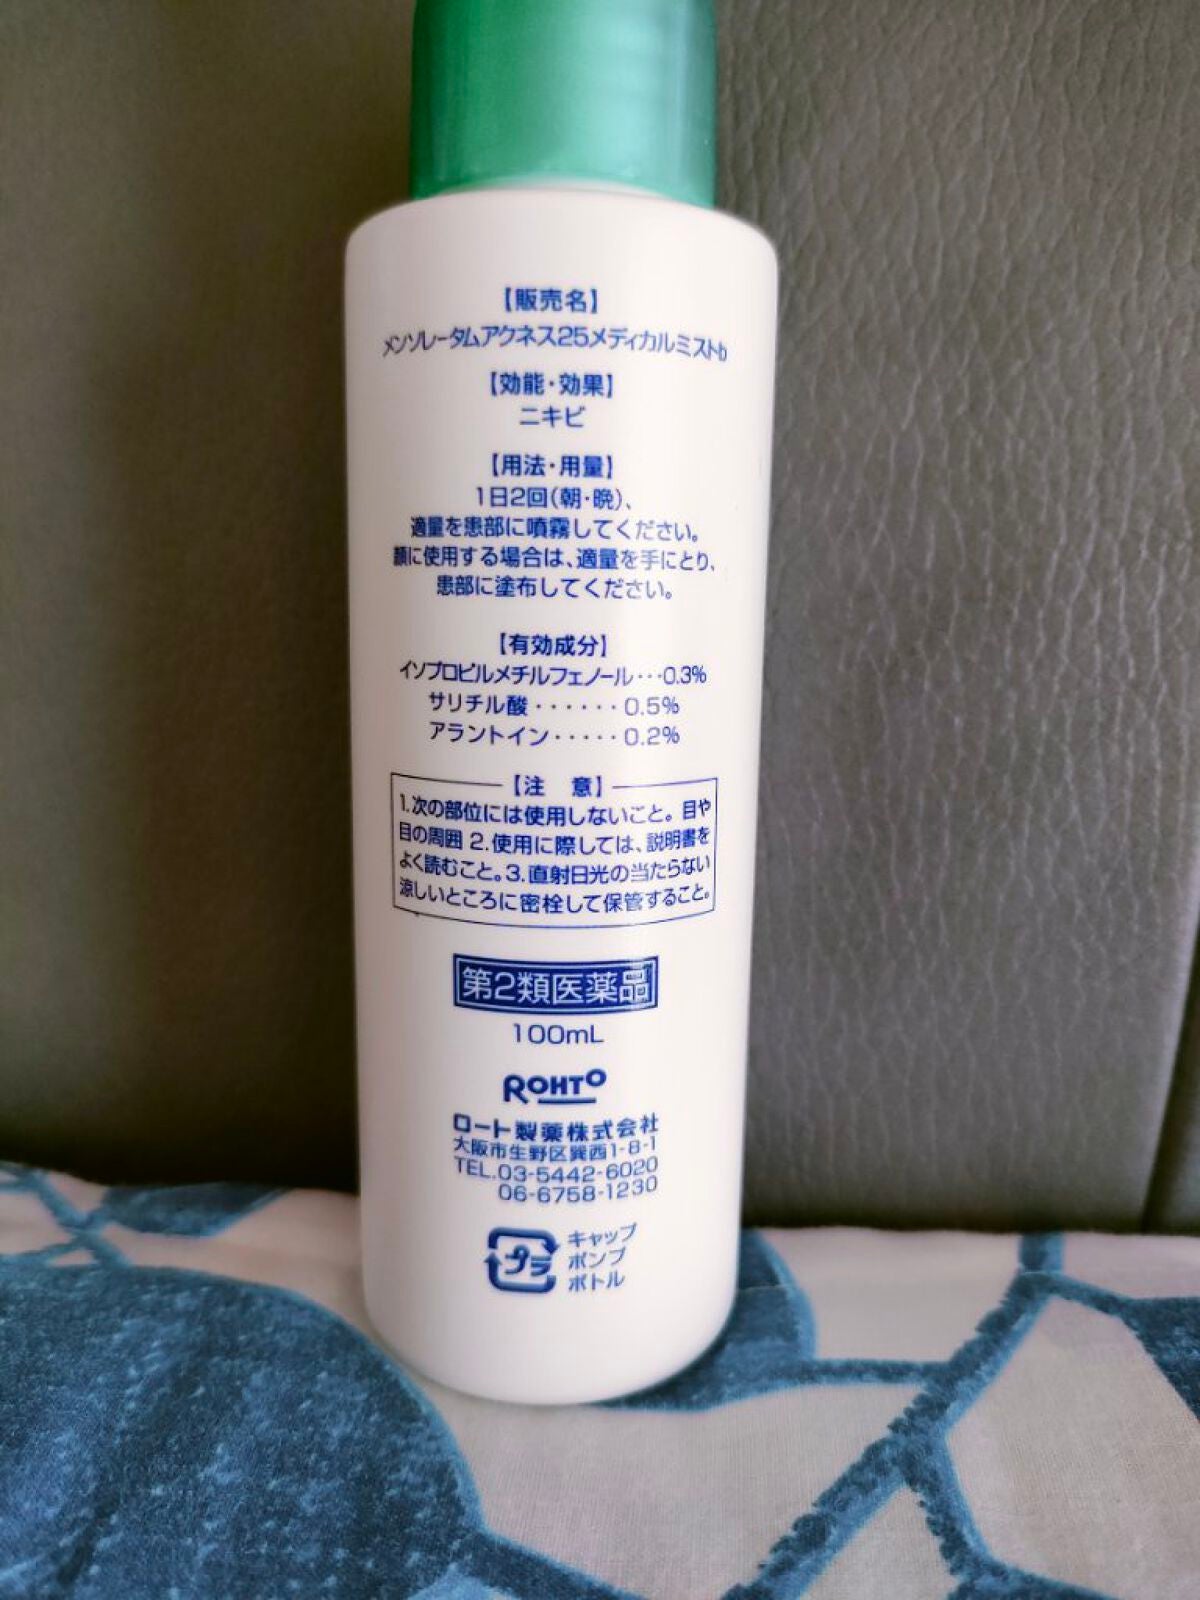 【販売名】
メンソレータムアクネス25メディカルミストb
【効能・効果】
ニキビ
【用法・用量】
1日2回(朝・晩)、
適量を患部に噴霧してください。
顔に使用する場合は、適量を手にとり、
患部に塗布してください。
【有効成分】
イソプロピルメチルフェノール・・・0.3%
サリチル酸・・・・・・0.5%
アラントイン・・・・・0.2%
【注 意】
1.次の部位には使用しないこと。目や
目の周囲 2.使用に際しては、説明書を
よく読むこと。3.直射日光の当たらない
涼しいところに密栓して保管すること。
第2類医薬品
100mL
ROHTO
ロート製薬株式会社
大阪市生野区巽西1-8-1
TEL.03-5442-6020
06-6758-1230
プラ
キャップ
ポンプ
ボトル